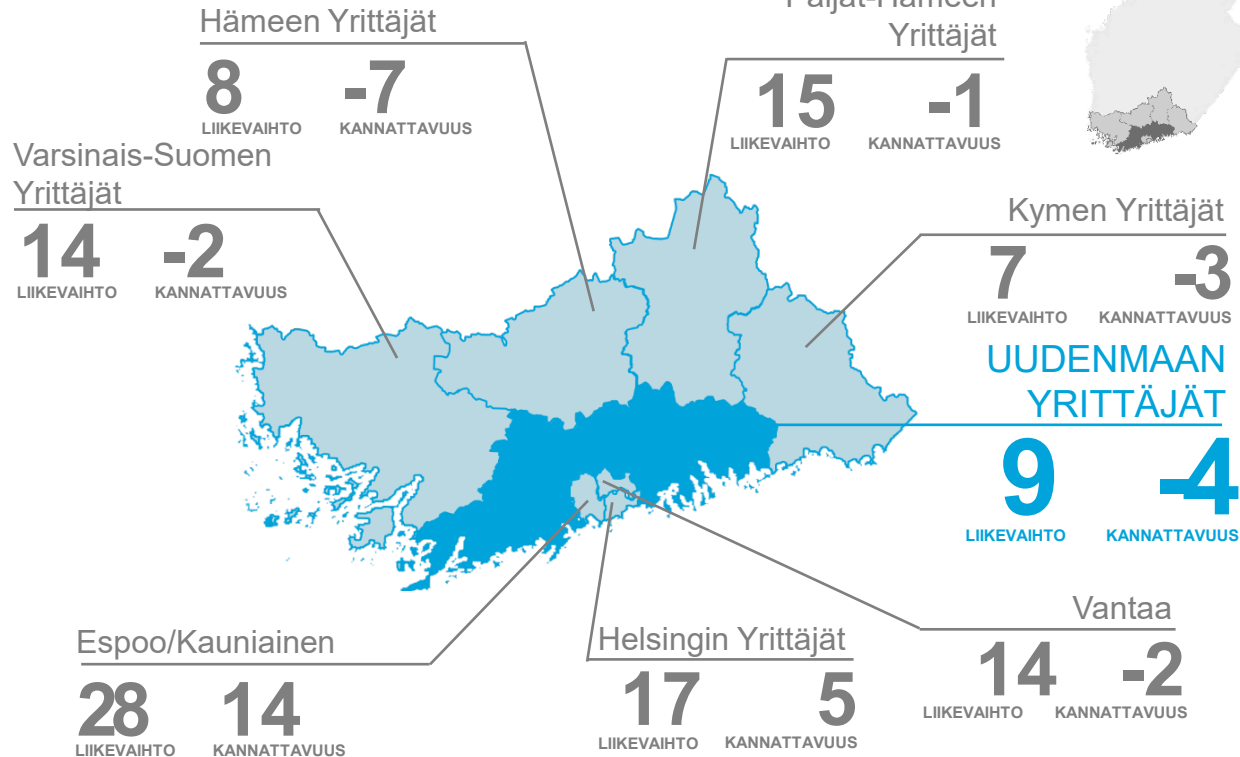 Hämeen Yrittäjät
8 -7
LIIKEVAIHTO KANNATTAVUUS
Päijät-Hämeen
Yrittäjät
15 -1
LIIKEVAIHTO KANNATTAVUUS
Varsinais-Suomen
Yrittäjät
14 -2
LIIKEVAIHTO KANNATTAVUUS
Kymen Yrittäjät
7 -3
LIIKEVAIHTO KANNATTAVUUS
UUDENMAAN
YRITTÄJÄT
9 -4
LIIKEVAIHTO KANNATTAVUUS
Espoo/Kauniainen
28 14
LIIKEVAIHTO KANNATTAVUUS
Helsingin Yrittäjät
17 5
LIIKEVAIHTO KANNATTAVUUS
Vantaa
14 -2
LIIKEVAIHTO KANNATTAVUUS